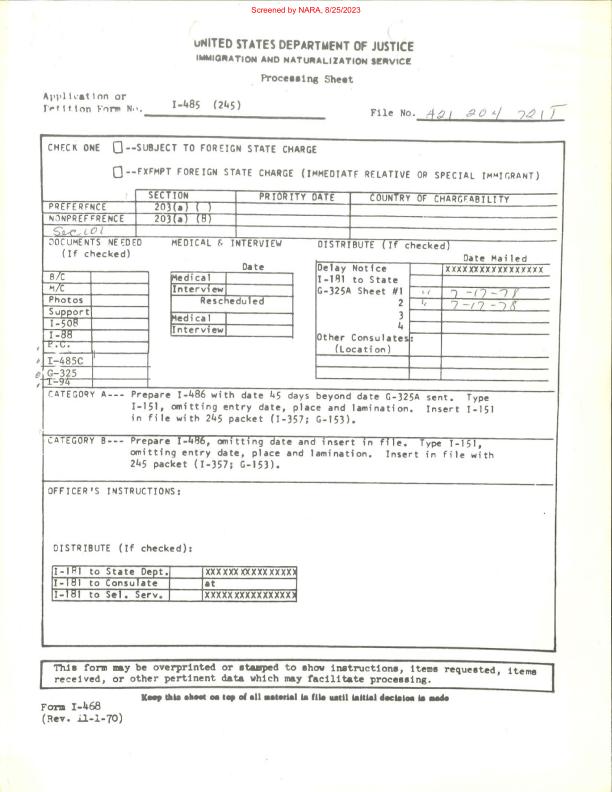 Screened by NARA, 8/25/2023
UNITED STATES DEPARTMENT OF JUSTICE
IMMIGRATION AND NATURALIZATION SERVICE
Processing Sheet
Application or
Petition Form No. I-485 (245)
File No. A21 204 721
CHECK ONE --SUBJECT TO FOREIGN STATE CHARGE
--EXEMPT FOREIGN STATE CHARGE (IMMEDIATE RELATIVE OR SPECIAL IMMIGRANT)
SECTION PRIORITY DATE COUNTRY OF CHARGEABILITY
PREFERENCE 203(a) ( )
NONPREFERENCE 203(a) (8)
Sec 101
DOCUMENTS NEEDED MEDICAL & INTERVIEW DISTRIBUTE (If checked)
(If checked)
Date Date Mailed
B/C Medical Delay Notice XXXXXXXXXXXXXXXXX
M/C Interview I-181 to State
Photos Rescheduled G-325A Sheet #1 " 7-17-78
Support 2 " 7-17-78
I-508 Medical 3
I-88 Interview 4
P.C. Other Consulates:
(Location)
I-485C
G-325
I-94
CATEGORY A--- Prepare I-486 with date 45 days beyond date G-325A sent. Type
I-151, omitting entry date, place and lamination. Insert I-151
in file with 245 packet (I-357; G-153).
CATEGORY B--- Prepare I-486, omitting date and insert in file. Type I-151,
omitting entry date, place and lamination. Insert in file with
245 packet (I-357; G-153).
OFFICER'S INSTRUCTIONS:
DISTRIBUTE (If checked):
I-181 to State Dept. XXXXXXXXXXXXXXXX
I-181 to Consulate at
I-181 to Sel. Serv. XXXXXXXXXXXXXXXX
This form may be overprinted or stamped to show instructions, items requested, items
received, or other pertinent data which may facilitate processing.
Keep this sheet on top of all material in file until initial decision is made
Form I-468
(Rev. 11-1-70)